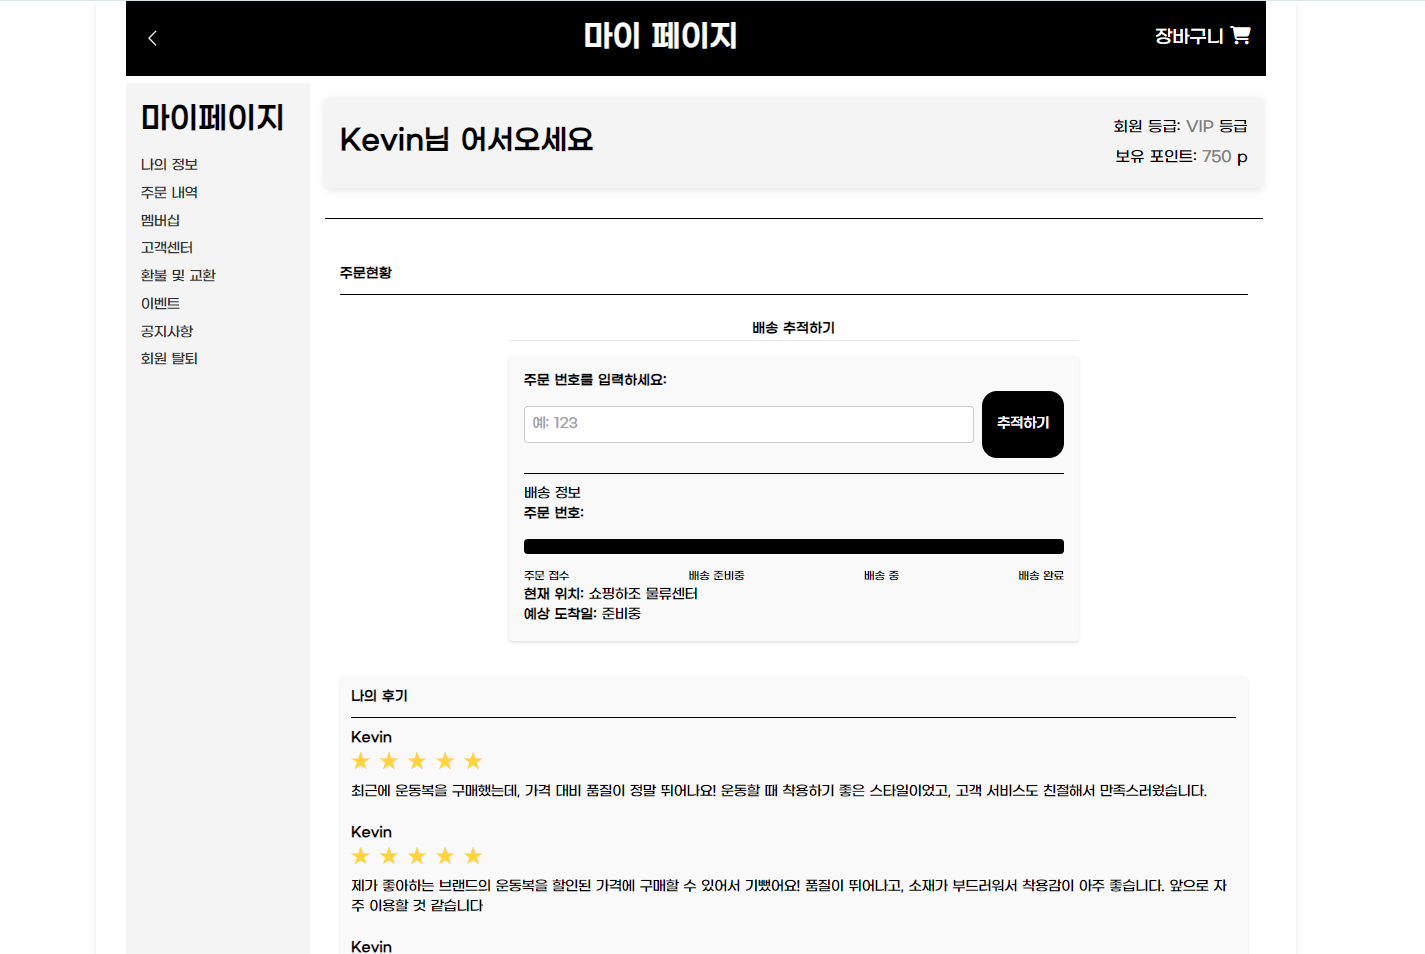 마이 페이지
장바구니
마이페이지
나의 정보
주문 내역
멤버십
고객센터
환불 및 교환
이벤트
공지사항
회원 탈퇴
Kevin님 어서오세요
회원 등급: VIP 등급
보유 포인트: 750 p
주문현황
배송 추적하기
주문 번호를 입력하세요:
예: 123
추적하기
배송 정보
주문 번호:
주문 접수 배송 준비중 배송 중 배송 완료
현재 위치: 쇼핑하조 물류센터
예상 도착일: 준비중
나의 후기
Kevin
★ ★ ★ ★ ★
최근에 운동복을 구매했는데, 가격 대비 품질이 정말 뛰어나요! 운동할 때 착용하기 좋은 스타일이었고, 고객 서비스도 친절해서 만족스러웠습니다.
Kevin
★ ★ ★ ★ ★
제가 좋아하는 브랜드의 운동복을 할인된 가격에 구매할 수 있어서 기뻤어요! 품질이 뛰어나고, 소재가 부드러워서 착용감이 아주 좋습니다. 앞으로 자
주 이용할 것 같습니다
Kevin